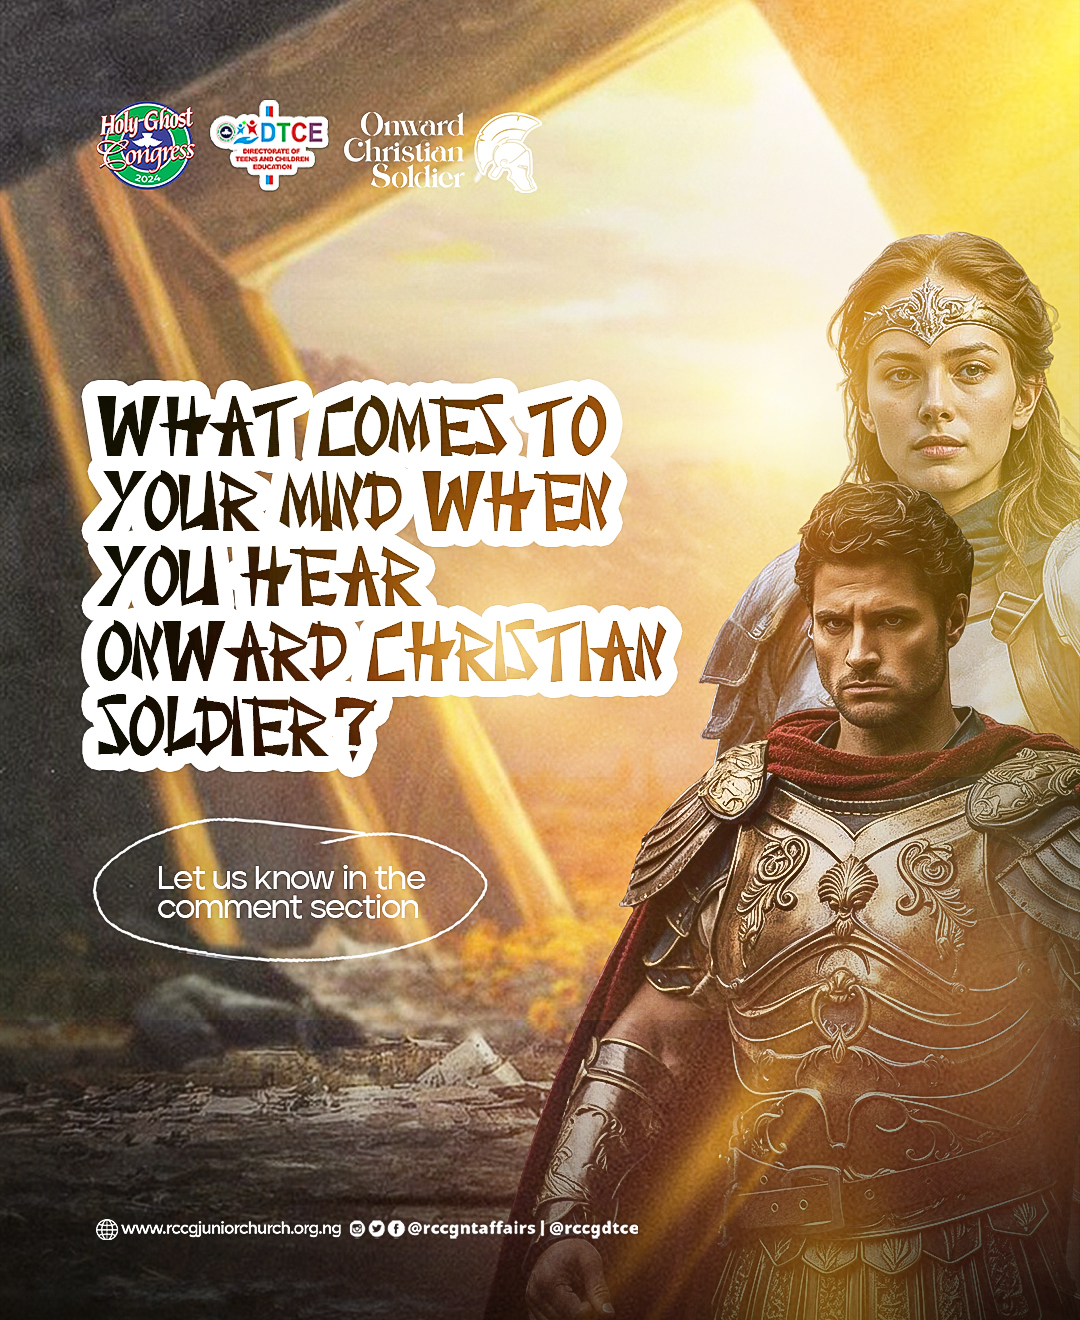 Holy Ghost
Congress
2024
DTCE
DIRECTORATE OF
TEENS AND CHILDREN
EDUCATION
Onward
Christian
Soldier
WHAT COMES TO
YOUR MIND WHEN
YOU HEAR
ONWARD CHRISTIAN
SOLDIER?
Let us know in the
comment section
www.rccgjuniorchurch.org.ng @rccgntaffairs | @rccgdtce